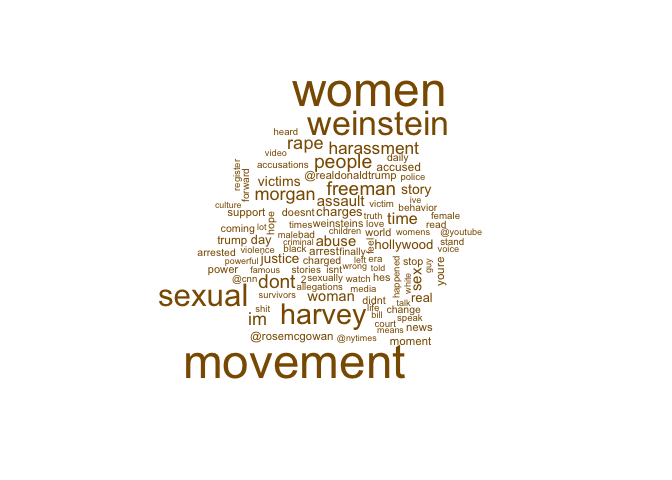 women
weinstein
heard
rape harassment
video
people daily
accusations accused
register forward @realdonaldtrump police
victims morgan freeman story
culture assault victim ive behavior
support hope doesnt charges truth time female
coming lot times weinsteins love read
malebad children world womens @youtube
trump day criminal abuse feel hollywood stand
arrested violence black arrest finally voice
powerful justice charged left era stop guy youre
power famous stories isnt wrong told happened white sex
@cnn dont 2 sexually watch hes
allegations media
sexual survivors woman didnt talk real
shit im harvey life bill change
speak
court means news
@rosemcgowan @nytimes moment
movement